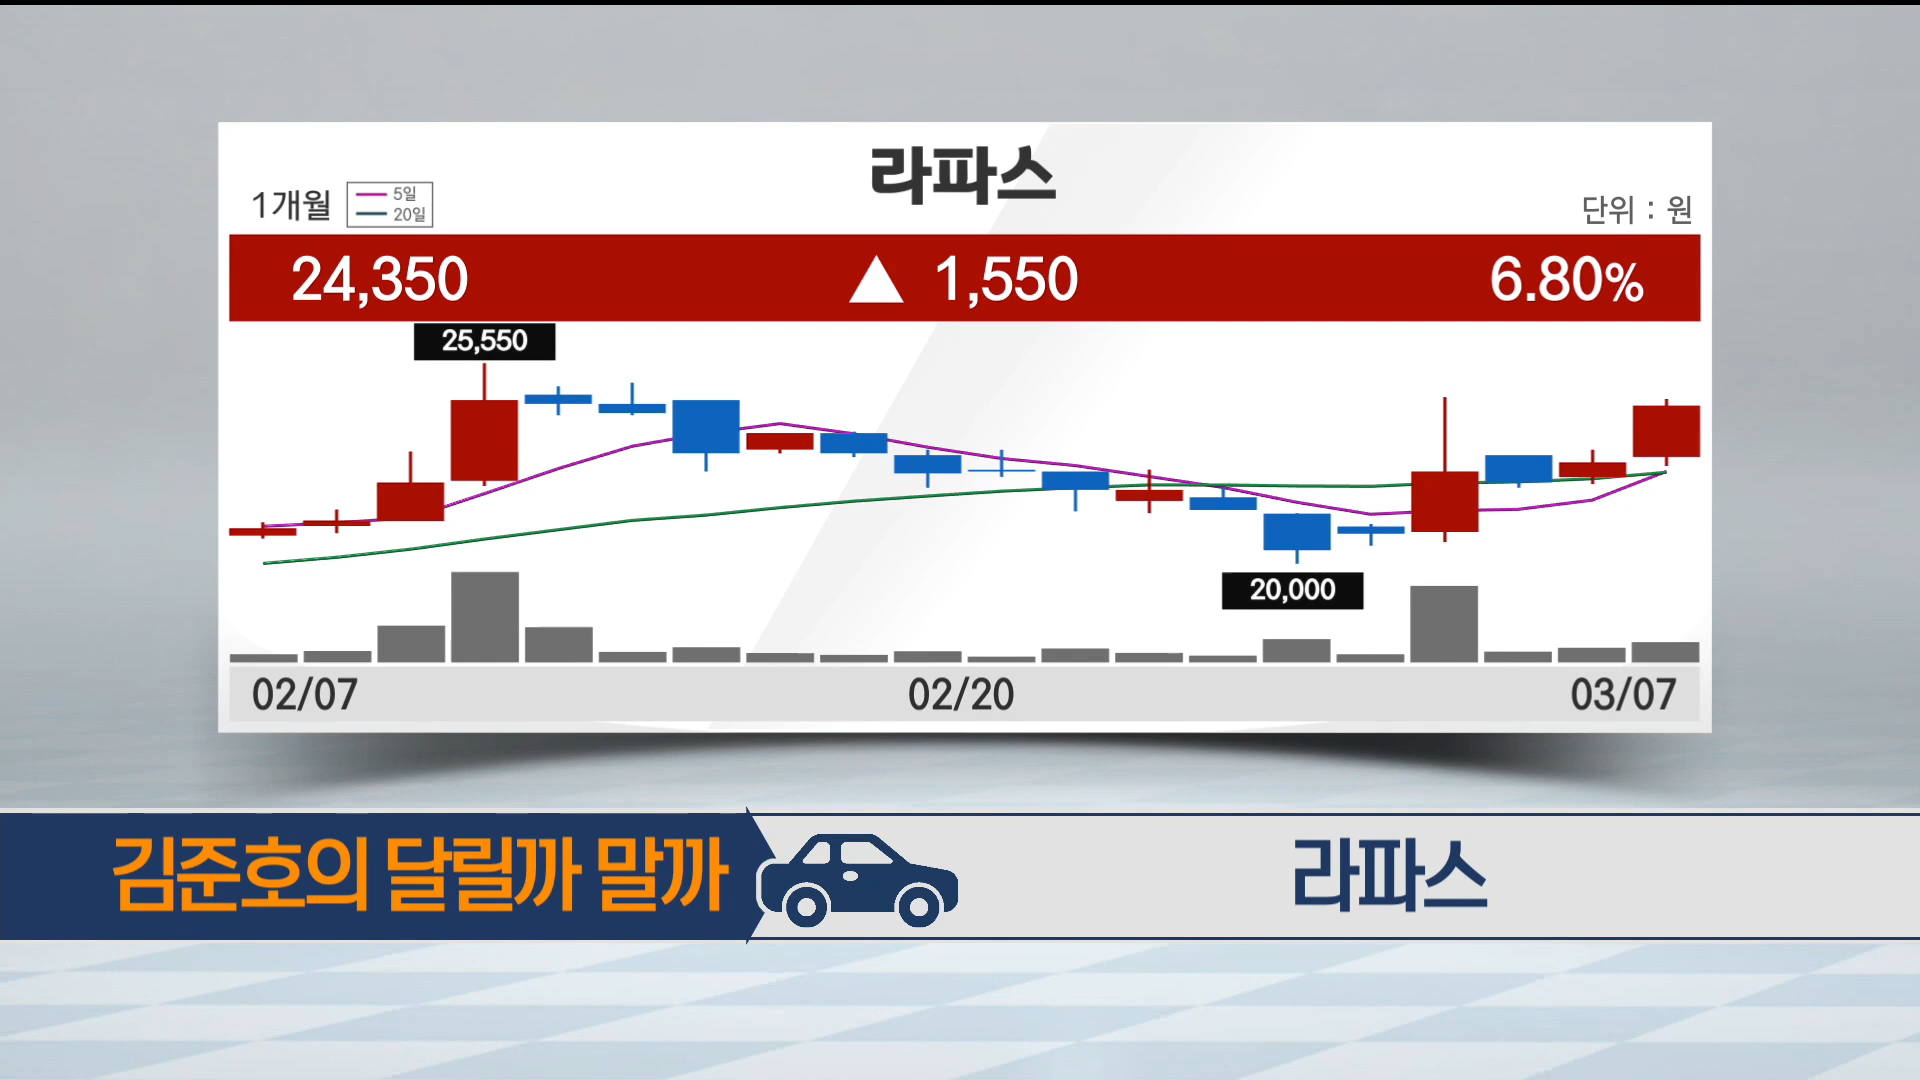 라파스
1개월
5일
20일
단위 : 원
24,350 ▲ 1,550 6.80%
25,550
20,000
02/07 02/20 03/07
김준호의 달릴까 말까
라파스